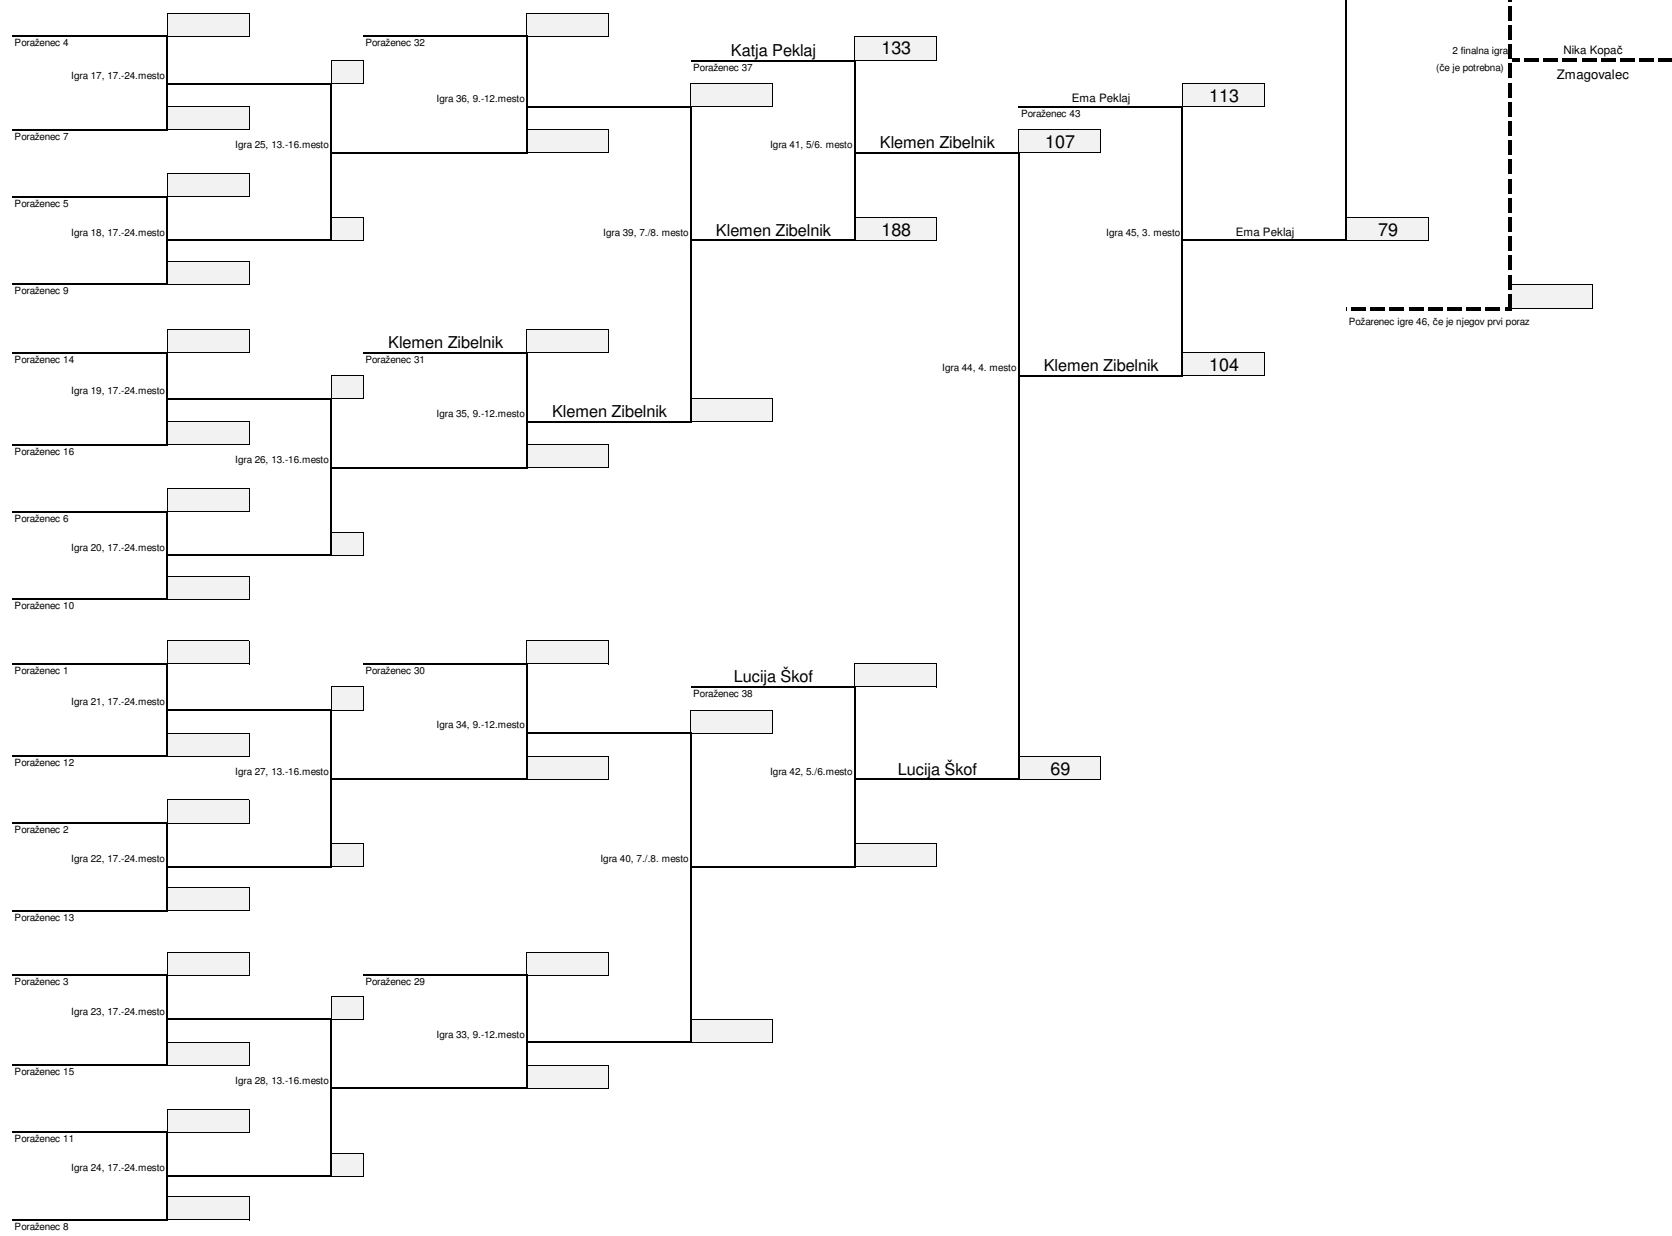 Poraženec 4
Poraženec 32
Katja Peklaj 133
2 finalna igra
Nika Kopač
Poraženec 37
(če je potrebna)
Zmagovalec
Igra 17, 17.-24.mesto
Igra 36, 9.-12.mesto
Ema Peklaj 113
Poraženec 43
Poraženec 7
Igra 25, 13.-16.mesto
Igra 41, 5/6. mesto
Klemen Zibelnik 107
Poraženec 5
Igra 18, 17.-24.mesto
Igra 39, 7./8. mesto
Klemen Zibelnik 188
Igra 45, 3. mesto
Ema Peklaj 79
Poraženec 9
Požarenec igre 46, če je njegov prvi poraz
Klemen Zibelnik
Poraženec 14
Poraženec 31
Igra 44, 4. mesto
Klemen Zibelnik 104
Igra 19, 17.-24.mesto
Igra 35, 9.-12.mesto
Klemen Zibelnik
Poraženec 16
Igra 26, 13.-16.mesto
Poraženec 6
Igra 20, 17.-24.mesto
Poraženec 10
Poraženec 1
Poraženec 30
Lucija Škof
Poraženec 38
Igra 21, 17.-24.mesto
Igra 34, 9.-12.mesto
Poraženec 12
Igra 27, 13.-16.mesto
Igra 42, 5./6.mesto
Lucija Škof 69
Poraženec 2
Igra 22, 17.-24.mesto
Igra 40, 7./.8. mesto
Poraženec 13
Poraženec 3
Poraženec 29
Igra 23, 17.-24.mesto
Igra 33, 9.-12.mesto
Poraženec 15
Igra 28, 13.-16.mesto
Poraženec 11
Igra 24, 17.-24.mesto
Poraženec 8